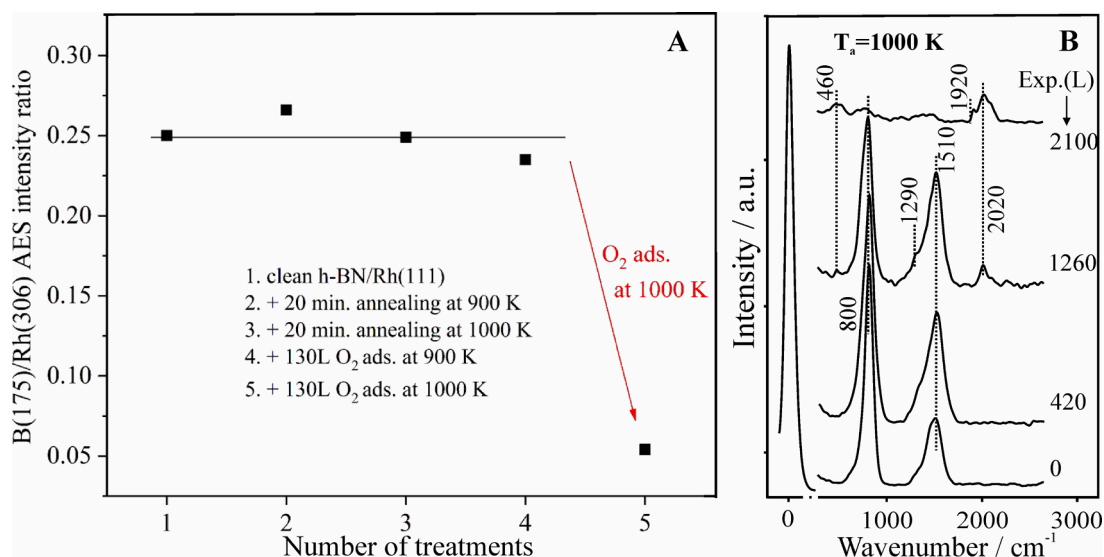 A
B(175)/Rh(306) AES intensity ratio
0.30
0.25
0.20
0.15
0.10
0.05
1. clean h-BN/Rh(111)
2. + 20 min. annealing at 900 K
3. + 20 min. annealing at 1000 K
4. + 130L O₂ ads. at 900 K
5. + 130L O₂ ads. at 1000 K
O₂ ads.
at 1000 K
1 2 3 4 5
Number of treatments
B
Tₐ=1000 K
Exp.(L)
460
1920
2100
1510
1290
2020
1260
800
420
0
Intensity / a.u.
0 1000 2000 3000
Wavenumber / cm⁻¹